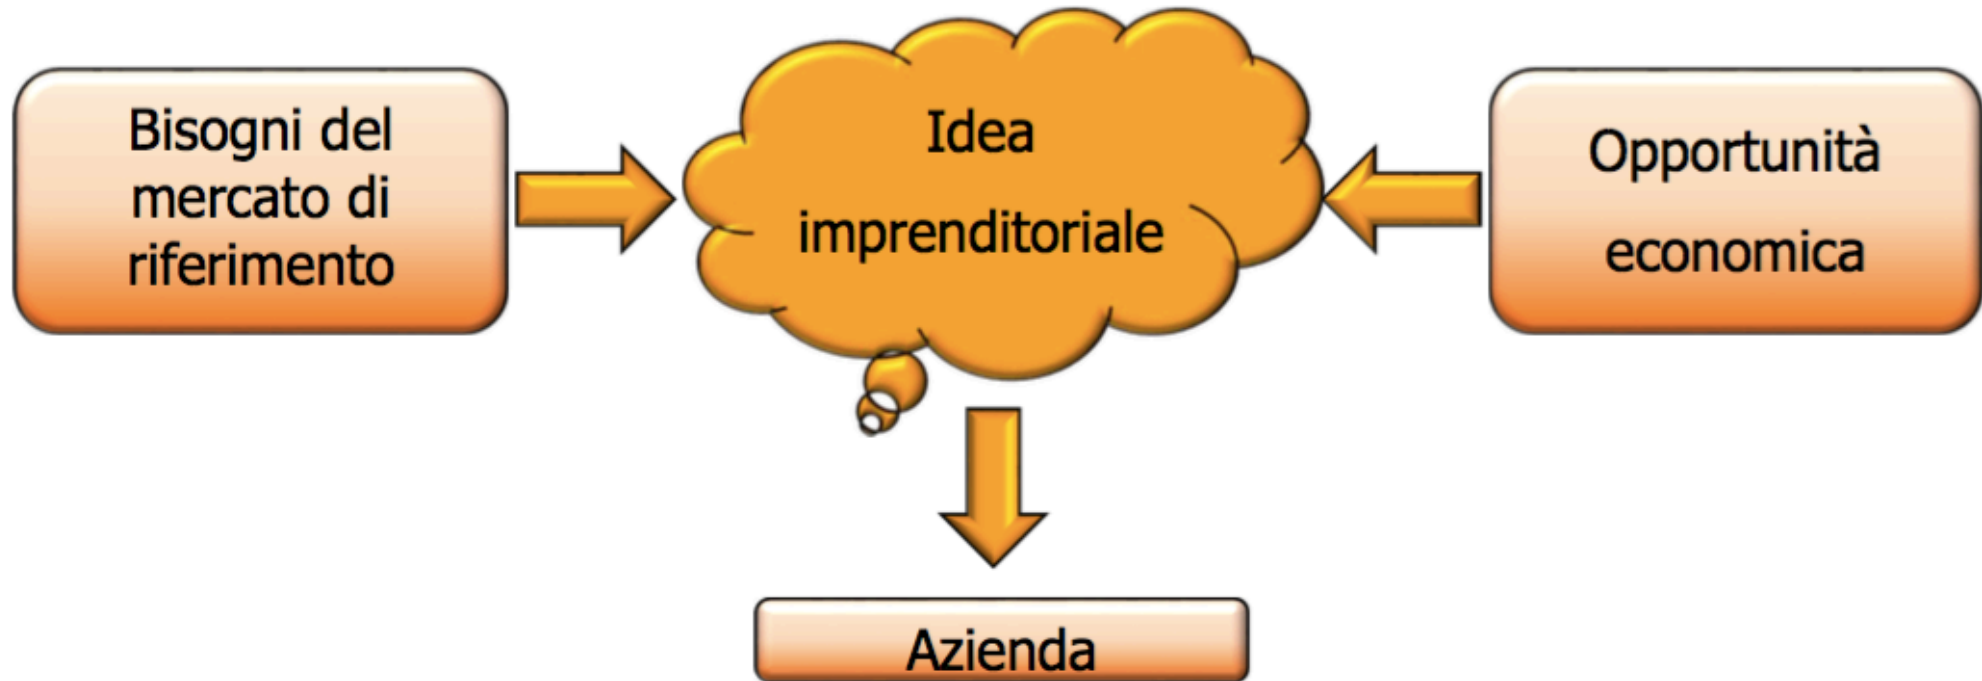 Bisogni del
mercato di
riferimento
Idea
imprenditoriale
Opportunità
economica
Azienda